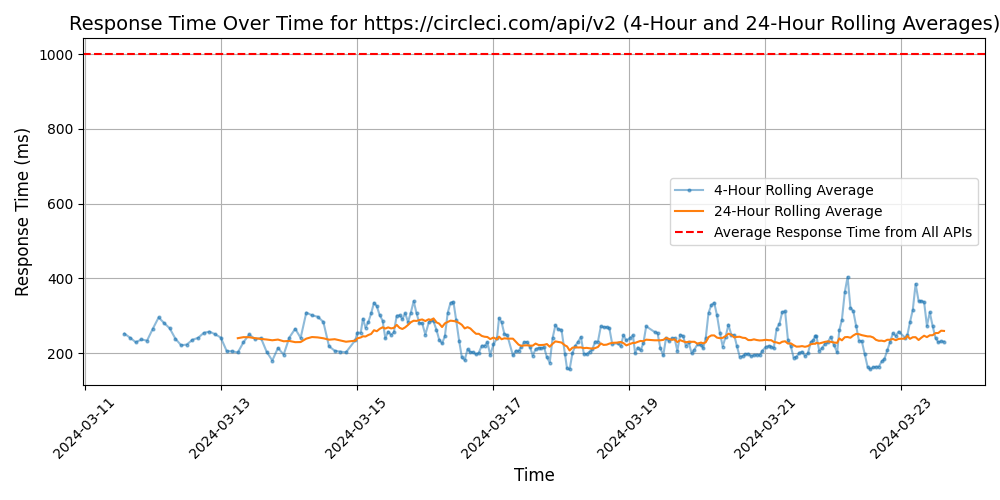 Response Time Over Time for https://circleci.com/api/v2 (4-Hour and 24-Hour Rolling Averages)
Response Time (ms)
1000
800
600
400
200
4-Hour Rolling Average
24-Hour Rolling Average
Average Response Time from All APIs
2024-03-11
2024-03-13
2024-03-15
2024-03-17
2024-03-19
2024-03-21
2024-03-23
Time